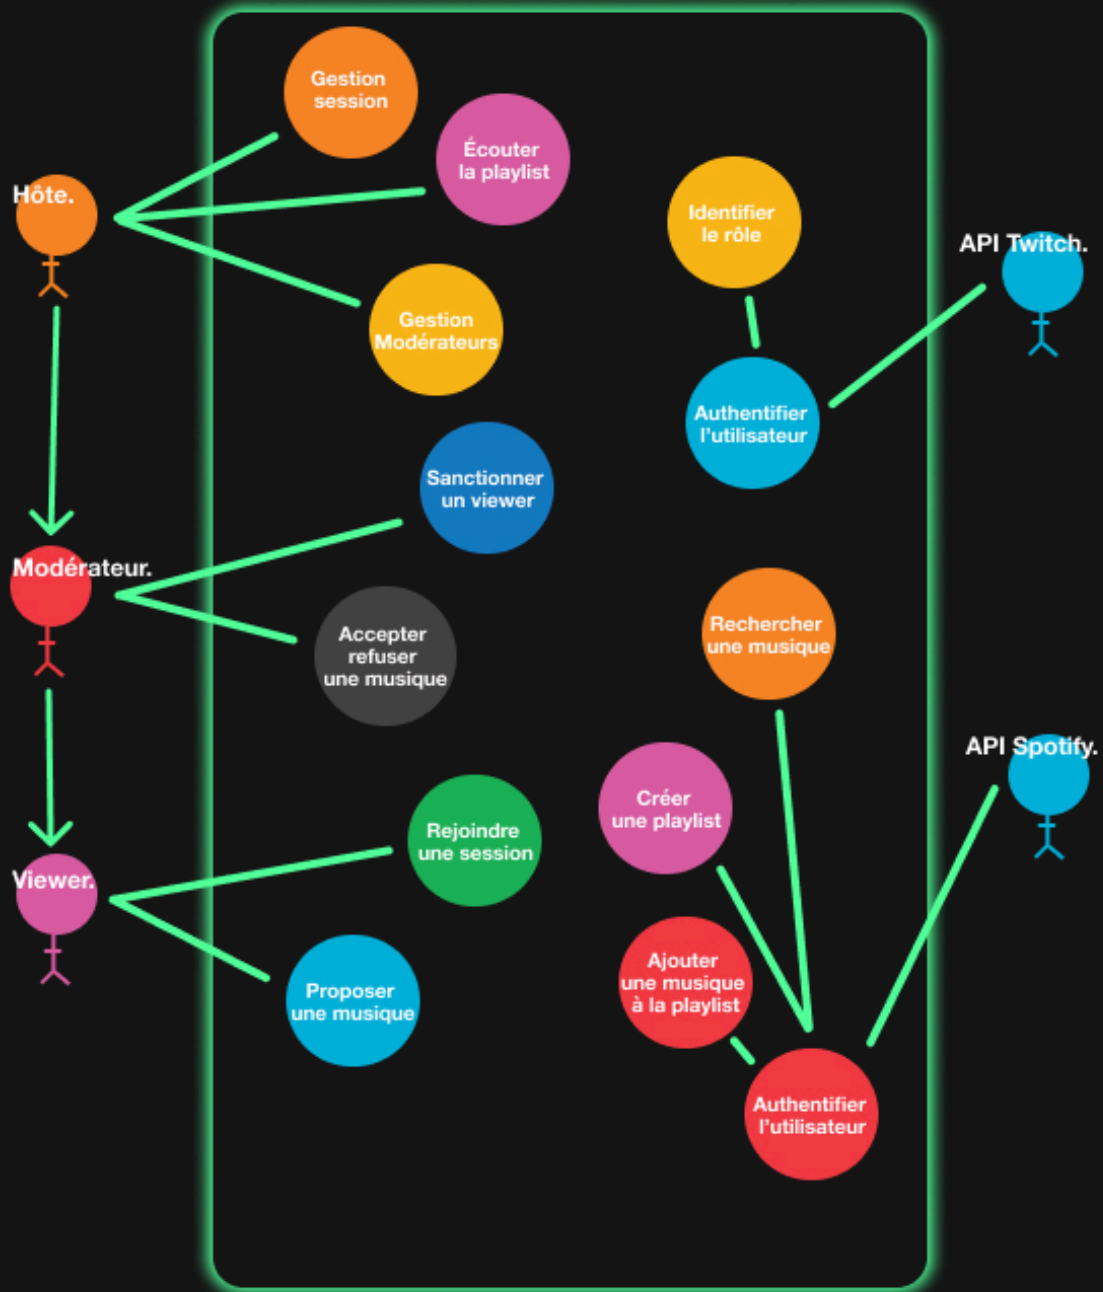 Gestion
session
Écouter
la playlist
Hôte.
Identifier
le rôle
API Twitch.
Gestion
Modérateurs
Authentifier
l'utilisateur
Sanctionner
un viewer
Modérateur.
Accepter
refuser
une musique
Rechercher
une musique
API Spotify.
Créer
une playlist
Rejoindre
une session
Viewer.
Ajouter
une musique
à la playlist
Proposer
une musique
Authentifier
l'utilisateur